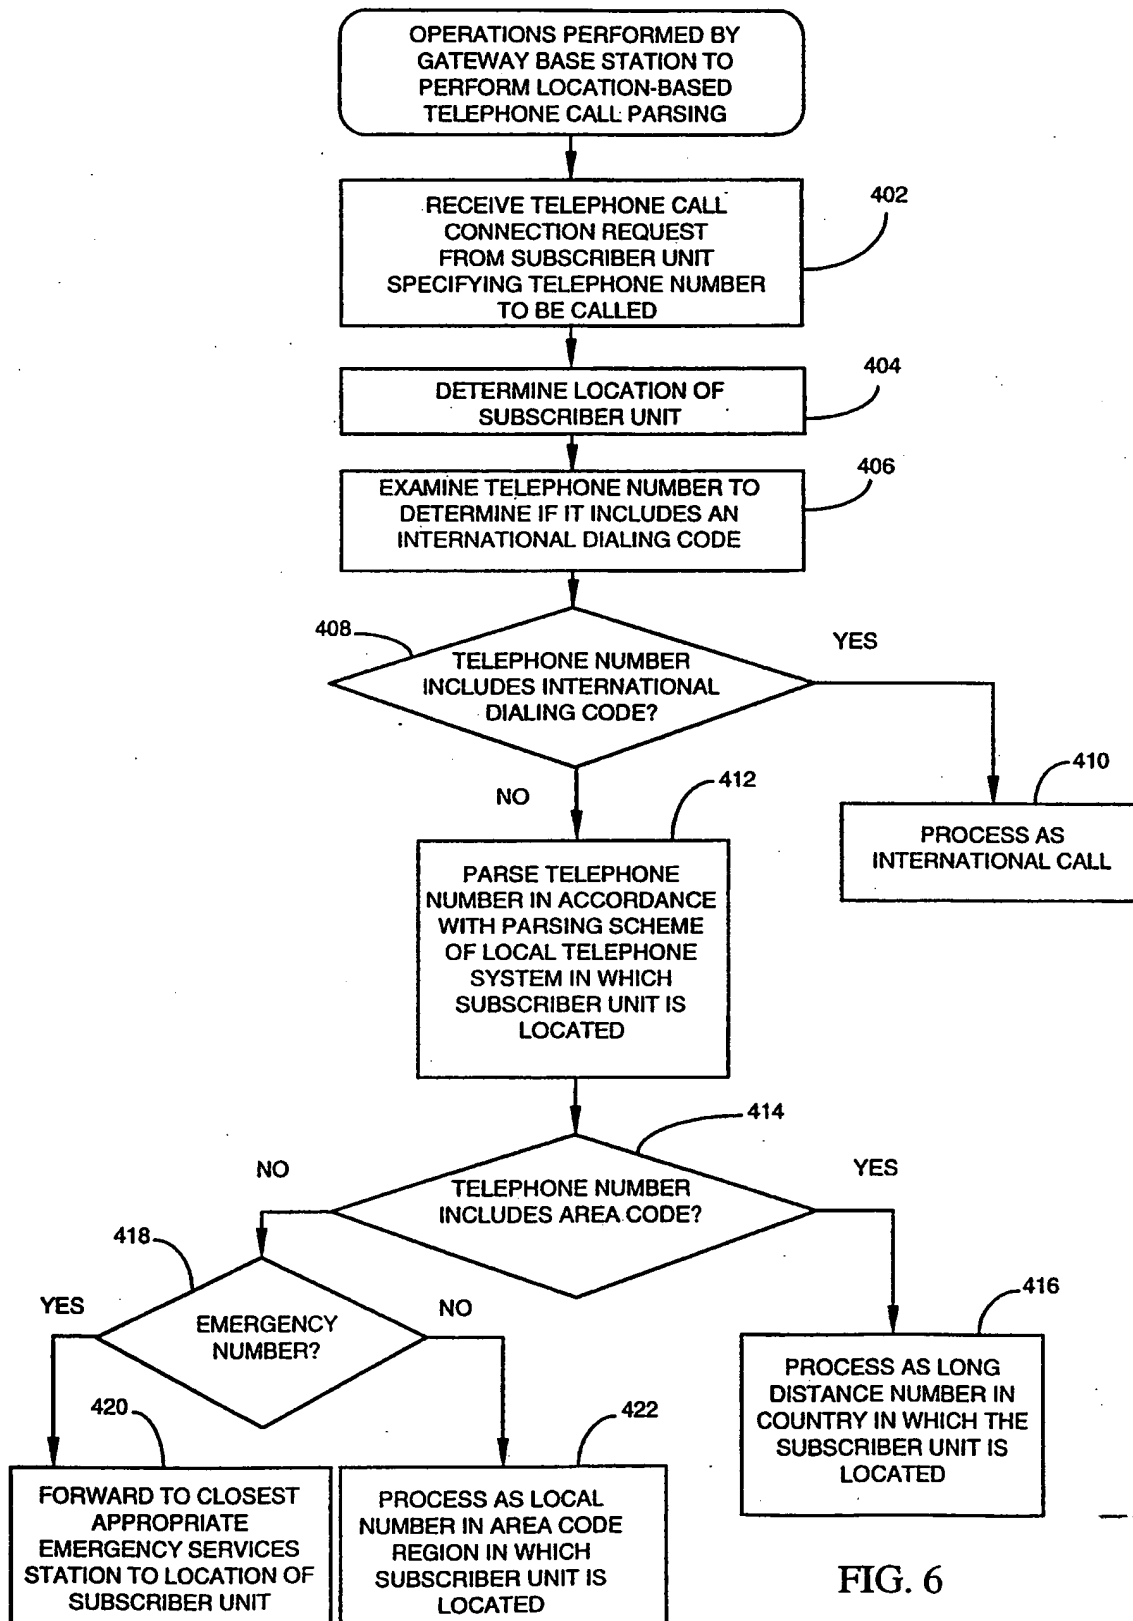 OPERATIONS PERFORMED BY
GATEWAY BASE STATION TO
PERFORM LOCATION-BASED
TELEPHONE CALL PARSING
402
RECEIVE TELEPHONE CALL
CONNECTION REQUEST
FROM SUBSCRIBER UNIT
SPECIFYING TELEPHONE NUMBER
TO BE CALLED
404
DETERMINE LOCATION OF
SUBSCRIBER UNIT
406
EXAMINE TELEPHONE NUMBER TO
DETERMINE IF IT INCLUDES AN
INTERNATIONAL DIALING CODE
408
YES
TELEPHONE NUMBER
INCLUDES INTERNATIONAL
DIALING CODE?
NO
412
410
PROCESS AS
INTERNATIONAL CALL
PARSE TELEPHONE
NUMBER IN ACCORDANCE
WITH PARSING SCHEME
OF LOCAL TELEPHONE
SYSTEM IN WHICH
SUBSCRIBER UNIT IS
LOCATED
414
NO
YES
TELEPHONE NUMBER
INCLUDES AREA CODE?
418
YES
NO
EMERGENCY
NUMBER?
416
PROCESS AS LONG
DISTANCE NUMBER IN
COUNTRY IN WHICH THE
SUBSCRIBER UNIT IS
LOCATED
420
FORWARD TO CLOSEST
APPROPRIATE
EMERGENCY SERVICES
STATION TO LOCATION OF
SUBSCRIBER UNIT
422
PROCESS AS LOCAL
NUMBER IN AREA CODE
REGION IN WHICH
SUBSCRIBER UNIT IS
LOCATED
FIG. 6